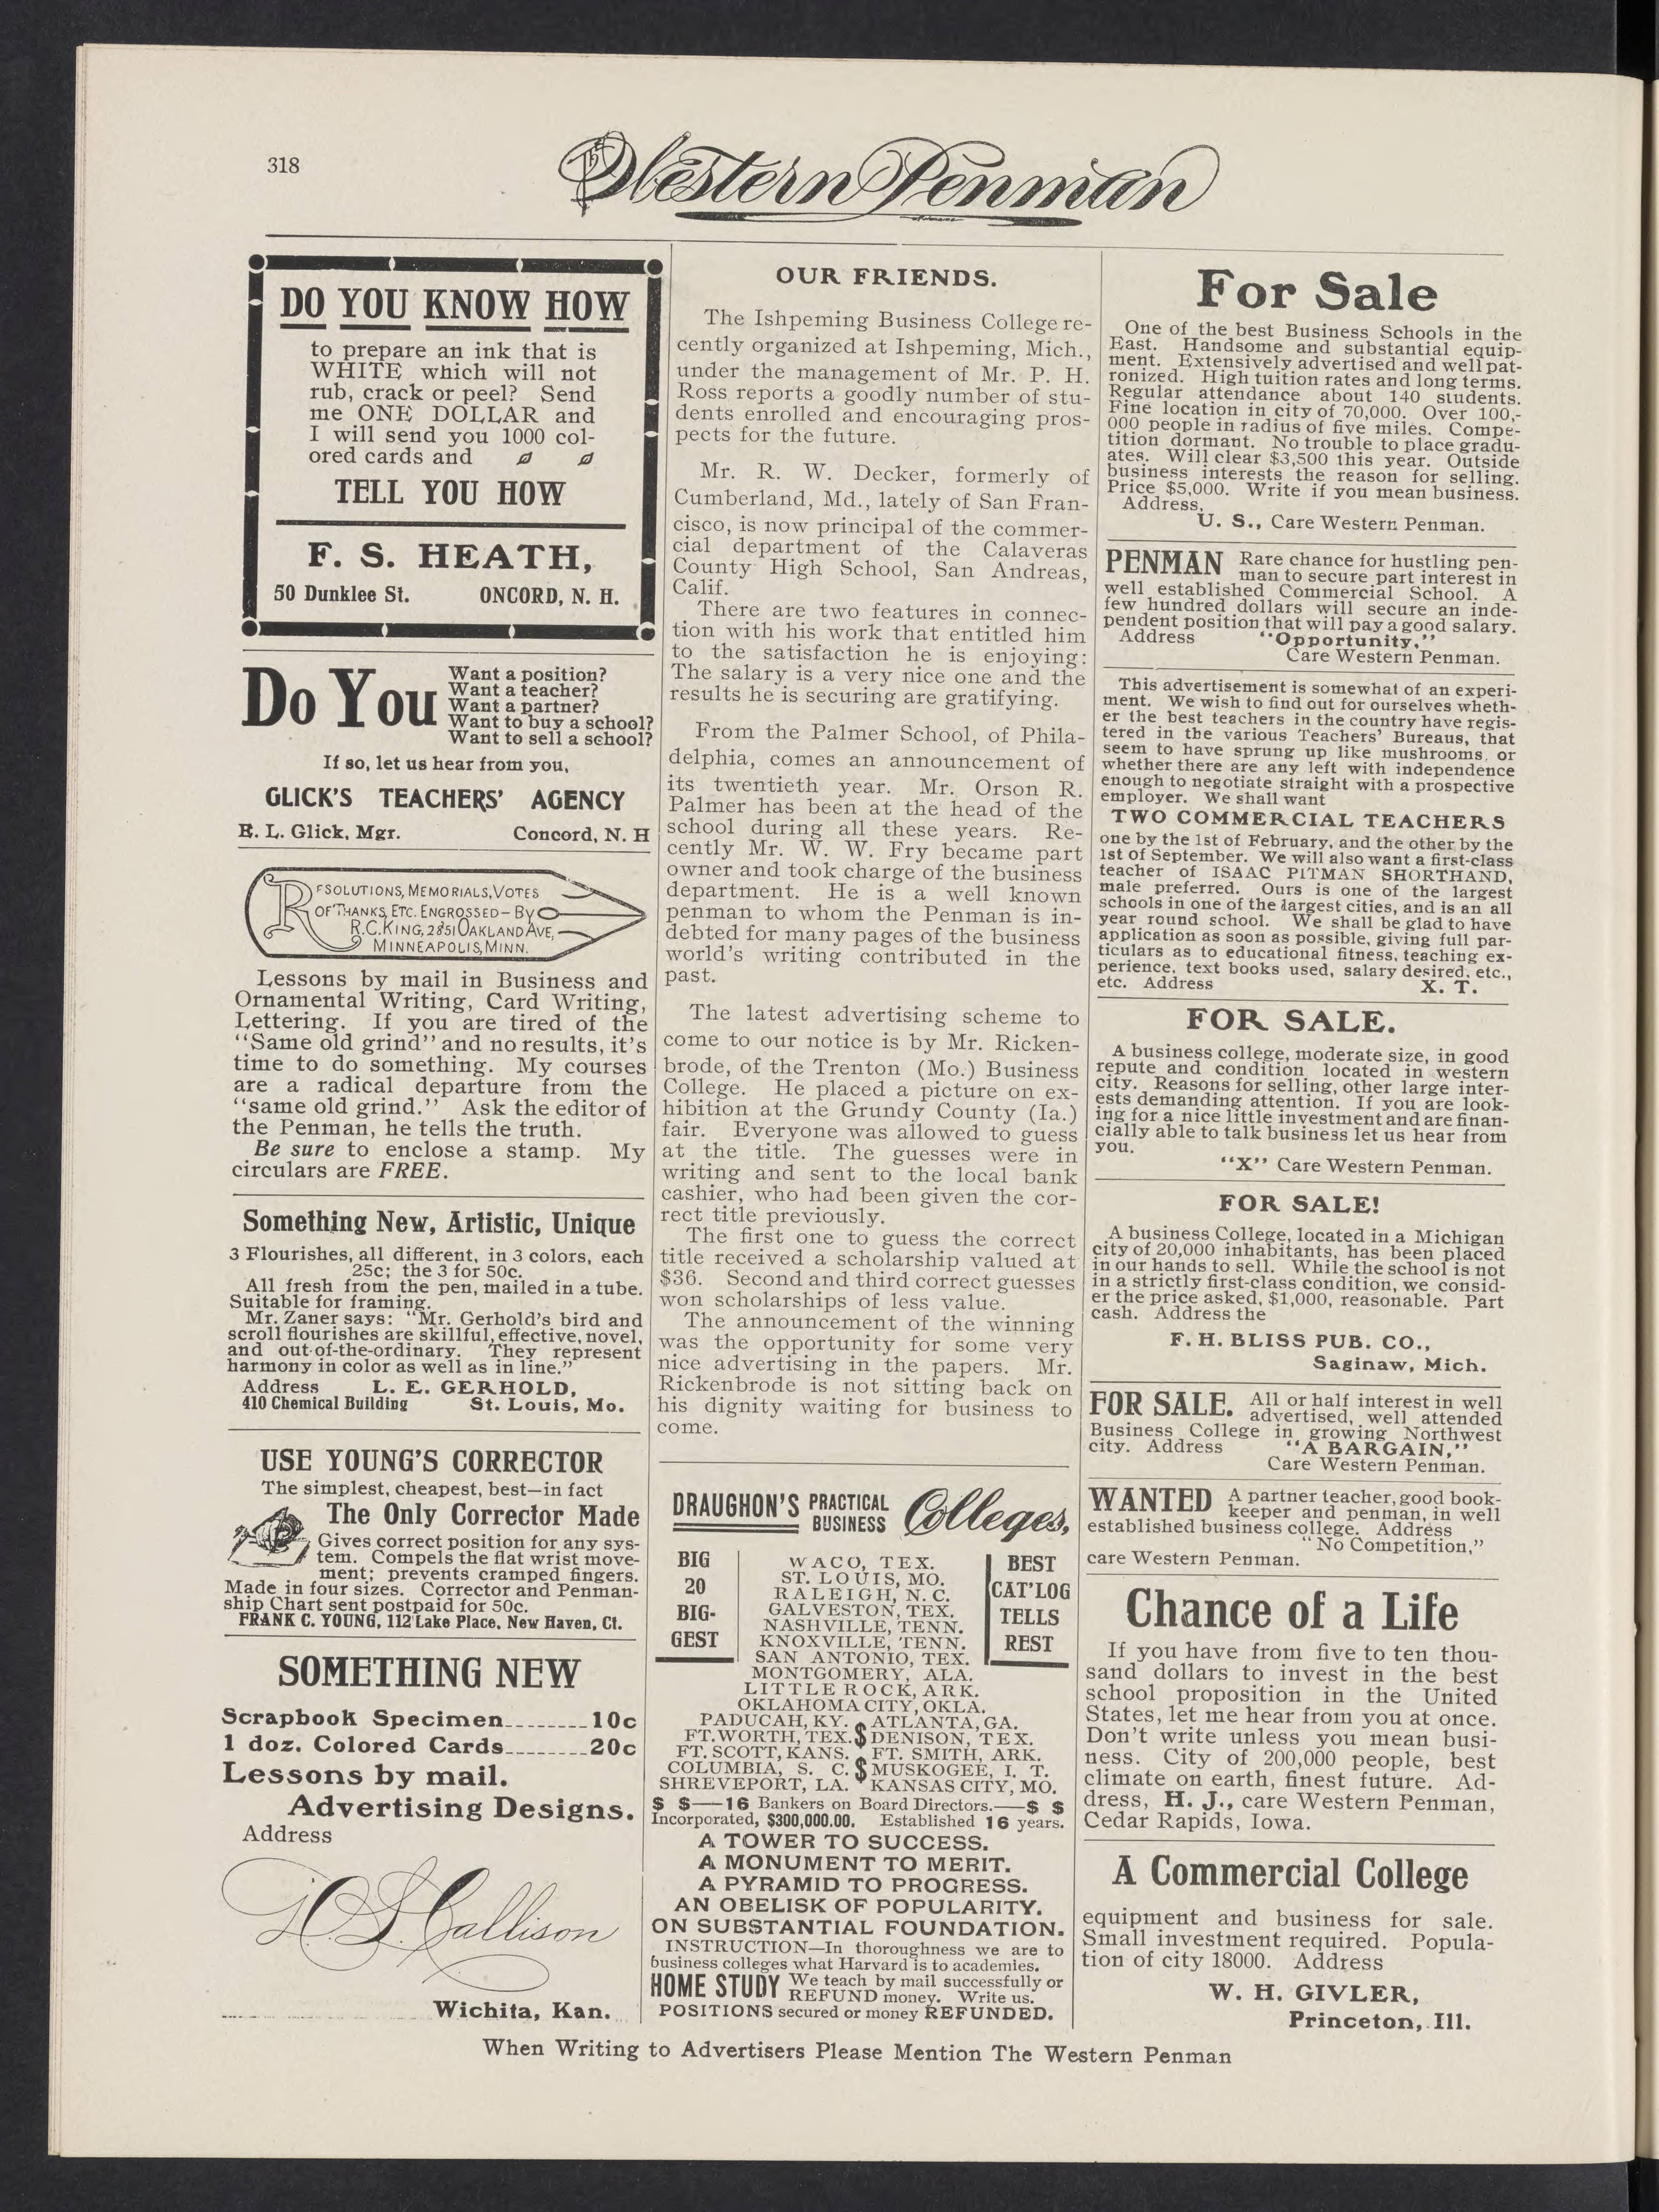 318
The Western Penman
DO YOU KNOW HOW
to prepare an ink that is
WHITE which will not
rub, crack or peel? Send
me ONE DOLLAR and
I will send you 1000 col-
ored cards and
TELL YOU HOW
F. S. HEATH,
50 Dunklee St. ONCORD, N. H.
Do You
Want a position?
Want a teacher?
Want a partner?
Want to buy a school?
Want to sell a school?
If so, let us hear from you,
GLICK'S TEACHERS' AGENCY
B. L. Glick, Mgr. Concord, N. H
RESOLUTIONS, MEMORIALS, VOTES
OF THANKS, ETC. ENGROSSED-BY
R.C. KING, 2851 OAKLAND AVE,
MINNEAPOLIS, MINN.
Lessons by mail in Business and
Ornamental Writing, Card Writing,
Lettering. If you are tired of the
"Same old grind" and no results, it's
time to do something. My courses
are a radical departure from the
"same old grind." Ask the editor of
the Penman, he tells the truth.
Be sure to enclose a stamp. My
circulars are FREE.
Something New, Artistic, Unique
3 Flourishes, all different, in 3 colors, each
25c; the 3 for 50c.
All fresh from the pen, mailed in a tube.
Suitable for framing.
Mr. Zaner says: "Mr. Gerhold's bird and
scroll flourishes are skillful, effective, novel,
and out-of-the-ordinary. They represent
harmony in color as well as in line."
Address L. E. GERHOLD,
410 Chemical Building St. Louis, Mo.
USE YOUNG'S CORRECTOR
The simplest, cheapest, best—in fact
The Only Corrector Made
Gives correct position for any sys-
tem. Compels the flat wrist move-
ment; prevents cramped fingers.
Made in four sizes. Corrector and Penman-
ship Chart sent postpaid for 50c.
FRANK C. YOUNG, 112 Lake Place, New Haven, Ct.
SOMETHING NEW
Scrapbook Specimen........10c
1 doz. Colored Cards........20c
Lessons by mail.
Advertising Designs.
Address
Callison
Wichita, Kan.
OUR FRIENDS.
The Ishpeming Business College re-
cently organized at Ishpeming, Mich.,
under the management of Mr. P. H.
Ross reports a goodly number of stu-
dents enrolled and encouraging pros-
pects for the future.
Mr. R. W. Decker, formerly of
Cumberland, Md., lately of San Fran-
cisco, is now principal of the commer-
cial department of the Calaveras
County High School, San Andreas,
Calif.
There are two features in connec-
tion with his work that entitled him
to the satisfaction he is enjoying:
The salary is a very nice one and the
results he is securing are gratifying.
From the Palmer School, of Phila-
delphia, comes an announcement of
its twentieth year. Mr. Orson R.
Palmer has been at the head of the
school during all these years. Re-
cently Mr. W. W. Fry became part
owner and took charge of the business
department. He is a well known
penman to whom the Penman is in-
debted for many pages of the business
world's writing contributed in the
past.
The latest advertising scheme to
come to our notice is by Mr. Ricken-
brode, of the Trenton (Mo.) Business
College. He placed a picture on ex-
hibition at the Grundy County (Ia.)
fair. Everyone was allowed to guess
at the title. The guesses were in
writing and sent to the local bank
cashier, who had been given the cor-
rect title previously.
The first one to guess the correct
title received a scholarship valued at
$36. Second and third correct guesses
won scholarships of less value.
The announcement of the winning
was the opportunity for some very
nice advertising in the papers. Mr.
Rickenbrode is not sitting back on
his dignity waiting for business to
come.
DRAUGHON'S PRACTICAL BUSINESS Colleges,
BIG
20
BIG-
GEST
WACO, TEX.
ST. LOUIS, MO.
RALEIGH, N. C.
GALVESTON, TEX.
NASHVILLE, TENN.
KNOXVILLE, TENN.
SAN ANTONIO, TEX.
MONTGOMERY, ALA.
LITTLE ROCK, ARK.
OKLAHOMA CITY, OKLA.
BEST
CAT'LOG
TELLS
REST
PADUCAH, KY. ATLANTA, GA.
FT. WORTH, TEX. $ DENISON, TEX.
FT. SCOTT, KANS. FT. SMITH, ARK.
COLUMBIA, S. C. $ MUSKOGEE, I. T.
SHREVEPORT, LA. KANSAS CITY, MO.
$ $—16 Bankers on Board Directors.—$ $
Incorporated, $300,000.00. Established 16 years.
A TOWER TO SUCCESS.
A MONUMENT TO MERIT.
A PYRAMID TO PROGRESS.
AN OBELISK OF POPULARITY.
ON SUBSTANTIAL FOUNDATION.
INSTRUCTION—In thoroughness we are to
business colleges what Harvard is to academies.
HOME STUDY We teach by mail successfully or
REFUND money. Write us.
POSITIONS secured or money REFUNDED.
For Sale
One of the best Business Schools in the
East. Handsome and substantial equip-
ment. Extensively advertised and well pat-
ronized. High tuition rates and long terms.
Regular attendance about 140 students.
Fine location in city of 70,000. Over 100,-
000 people in radius of five miles. Compe-
tition dormant. No trouble to place gradu-
ates. Will clear $3,500 this year. Outside
business interests the reason for selling.
Price $5,000. Write if you mean business.
Address,
U. S., Care Western Penman.
PENMAN Rare chance for hustling pen-
man to secure part interest in
well established Commercial School. A
few hundred dollars will secure an inde-
pendent position that will pay a good salary.
Address "Opportunity,"
Care Western Penman.
This advertisement is somewhat of an experi-
ment. We wish to find out for ourselves wheth-
er the best teachers in the country have regis-
tered in the various Teachers' Bureaus, that
seem to have sprung up like mushrooms, or
whether there are any left with independence
enough to negotiate straight with a prospective
employer. We shall want
TWO COMMERCIAL TEACHERS
one by the 1st of February, and the other by the
1st of September. We will also want a first-class
teacher of ISAAC PITMAN SHORTHAND,
male preferred. Ours is one of the largest
schools in one of the largest cities, and is an all
year round school. We shall be glad to have
application as soon as possible, giving full par-
ticulars as to educational fitness, teaching ex-
perience, text books used, salary desired, etc.,
etc. Address X. T.
FOR SALE.
A business college, moderate size, in good
repute and condition located in western
city. Reasons for selling, other large inter-
ests demanding attention. If you are look-
ing for a nice little investment and are finan-
cially able to talk business let us hear from
you.
"X" Care Western Penman.
FOR SALE!
A business College, located in a Michigan
city of 20,000 inhabitants, has been placed
in our hands to sell. While the school is not
in a strictly first-class condition, we consid-
er the price asked, $1,000, reasonable. Part
cash. Address the
F. H. BLISS PUB. CO.,
Saginaw, Mich.
FOR SALE. All or half interest in well
advertised, well attended
Business College in growing Northwest
city. Address "A BARGAIN,"
Care Western Penman.
WANTED A partner teacher, good book-
keeper and penman, in well
established business college. Address
"No Competition,"
care Western Penman.
Chance of a Life
If you have from five to ten thou-
sand dollars to invest in the best
school proposition in the United
States, let me hear from you at once.
Don't write unless you mean busi-
ness. City of 200,000 people, best
climate on earth, finest future. Ad-
dress, H. J., care Western Penman,
Cedar Rapids, Iowa.
A Commercial College
equipment and business for sale.
Small investment required. Popula-
tion of city 18000. Address
W. H. GIVLER,
Princeton, Ill.
When Writing to Advertisers Please Mention The Western Penman